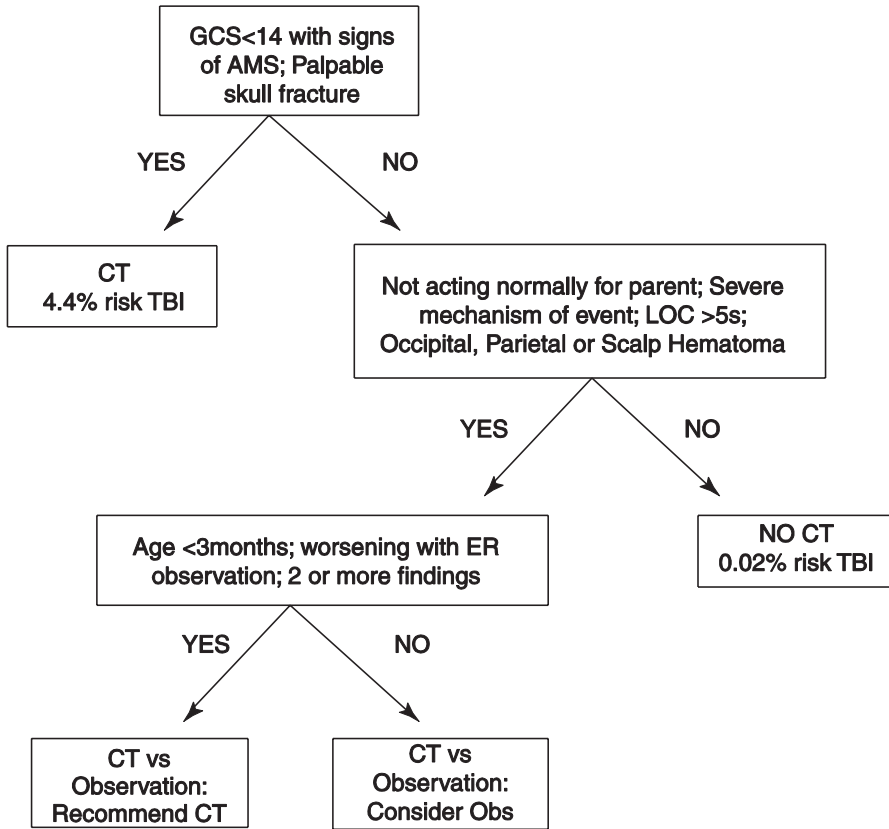 GCS<14 with signs
of AMS; Palpable
skull fracture
YES
NO
CT
4.4% risk TBI
Not acting normally for parent; Severe
mechanism of event; LOC >5s;
Occipital, Parietal or Scalp Hematoma
YES
NO
Age <3months; worsening with ER
observation; 2 or more findings
NO CT
0.02% risk TBI
YES
NO
CT vs
Observation:
Recommend CT
CT vs
Observation:
Consider Obs